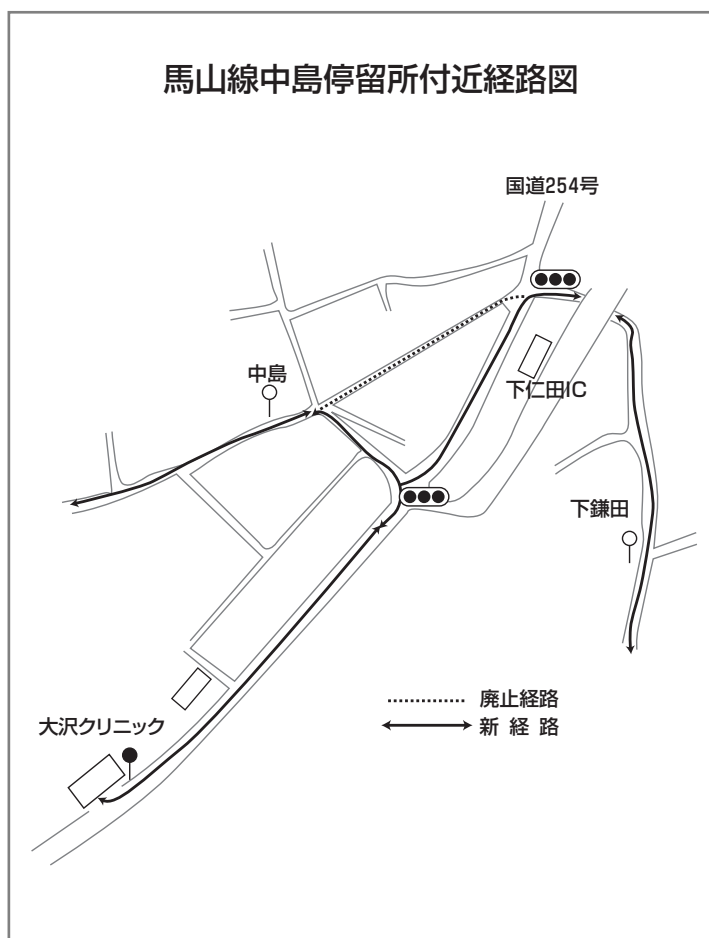 馬山線中島停留所付近経路図
国道254号
中島
下仁田IC
下鎌田
廃止経路
新 経 路
大沢クリニック